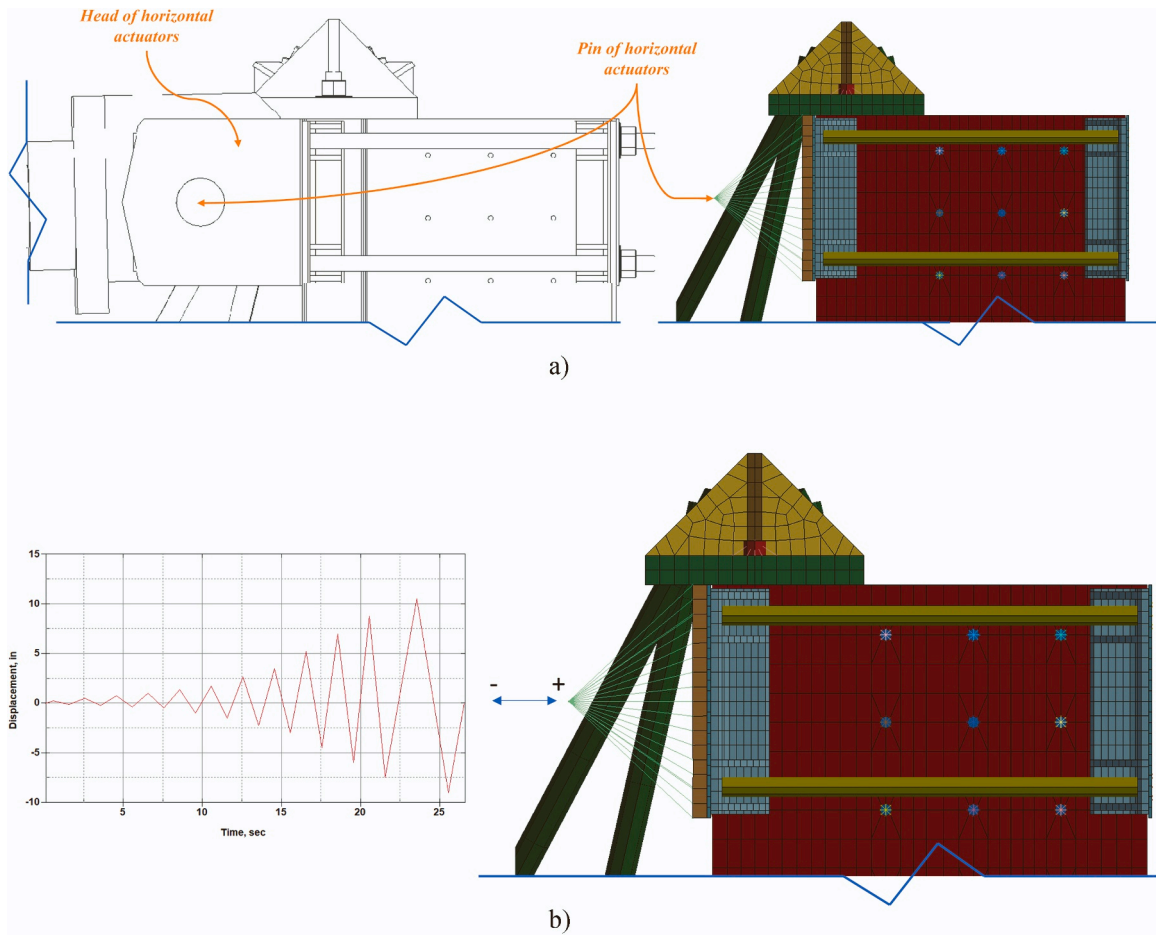 Head of horizontal
actuators
Pin of horizontal
actuators
a)
15
10
5
0
-5
-10
5
10
15
20
25
Displacement, in
Time, sec
- +
b)